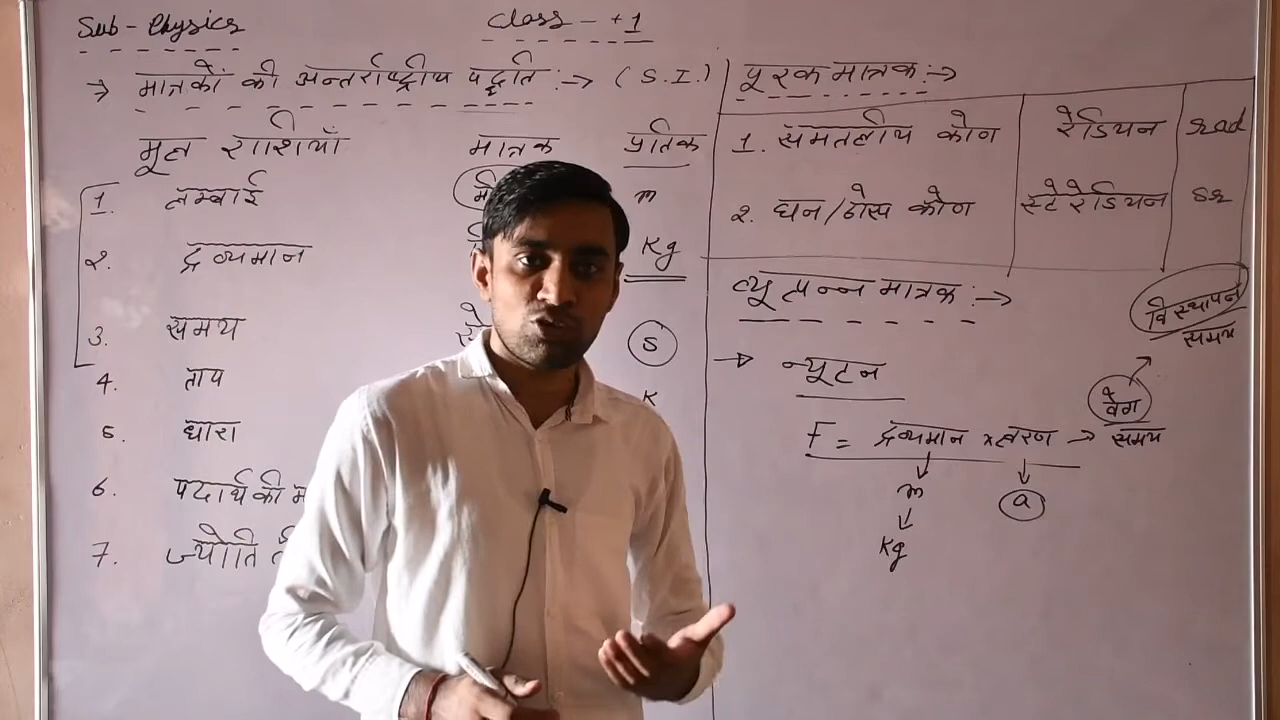 Sub- Physics
Class - +1
→ मात्रकों की अन्तर्राष्ट्रीय पद्धति :→ (S.I.)
मूल राशियाँ मात्रक प्रतिक
1. लम्बाई m
२. द्रव्यमान Kg
3. समय S
4. ताप K
5. धारा
6. पदार्थ की
7. ज्योति
पूरक मात्रक :→
1. समतलीय कोण रेडियन rad
२. घन/ठोस कोण स्टेरेडियन Sr
व्यूत्पन्न मात्रक :→
→ न्यूटन
F = द्रव्यमान × त्वरण → वेग
समय
विस्थापन
समय
m
a
Kg